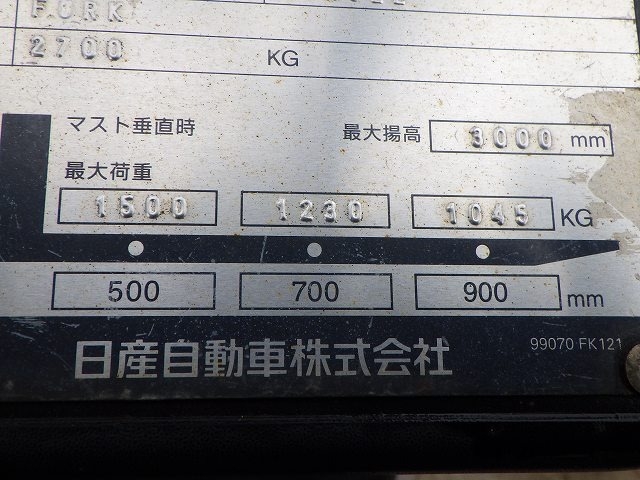 FORK
2700 KG
マスト垂直時 最大揚高 3000 mm
最大荷重
1500 1230 1045 KG
500 700 900 mm
日産自動車株式会社 99070 FK121